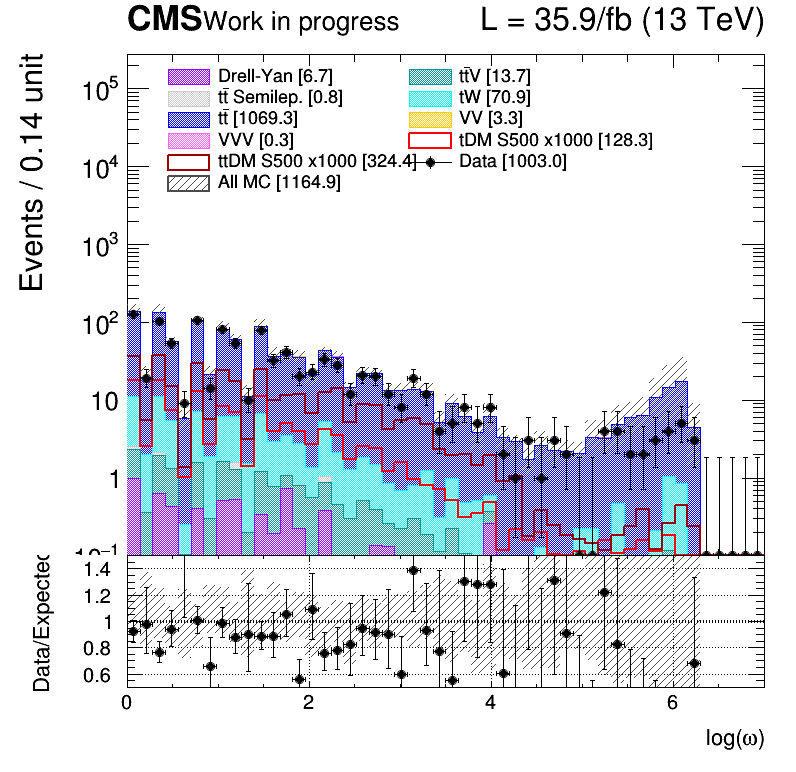 CMS Work in progress L = 35.9/fb (13 TeV)
Events / 0.14 unit
Drell-Yan [6.7] tt̄V [13.7]
tt̄ Semilep. [0.8] tW [70.9]
tt̄ [1069.3] VV [3.3]
VVV [0.3] tDM S500 x1000 [128.3]
ttDM S500 x1000 [324.4] Data [1003.0]
All MC [1164.9]
10⁵
10⁴
10³
10²
10
1
10⁻¹
Data/Expected
1.4
1.2
1
0.8
0.6
0 2 4 6
log(ω)